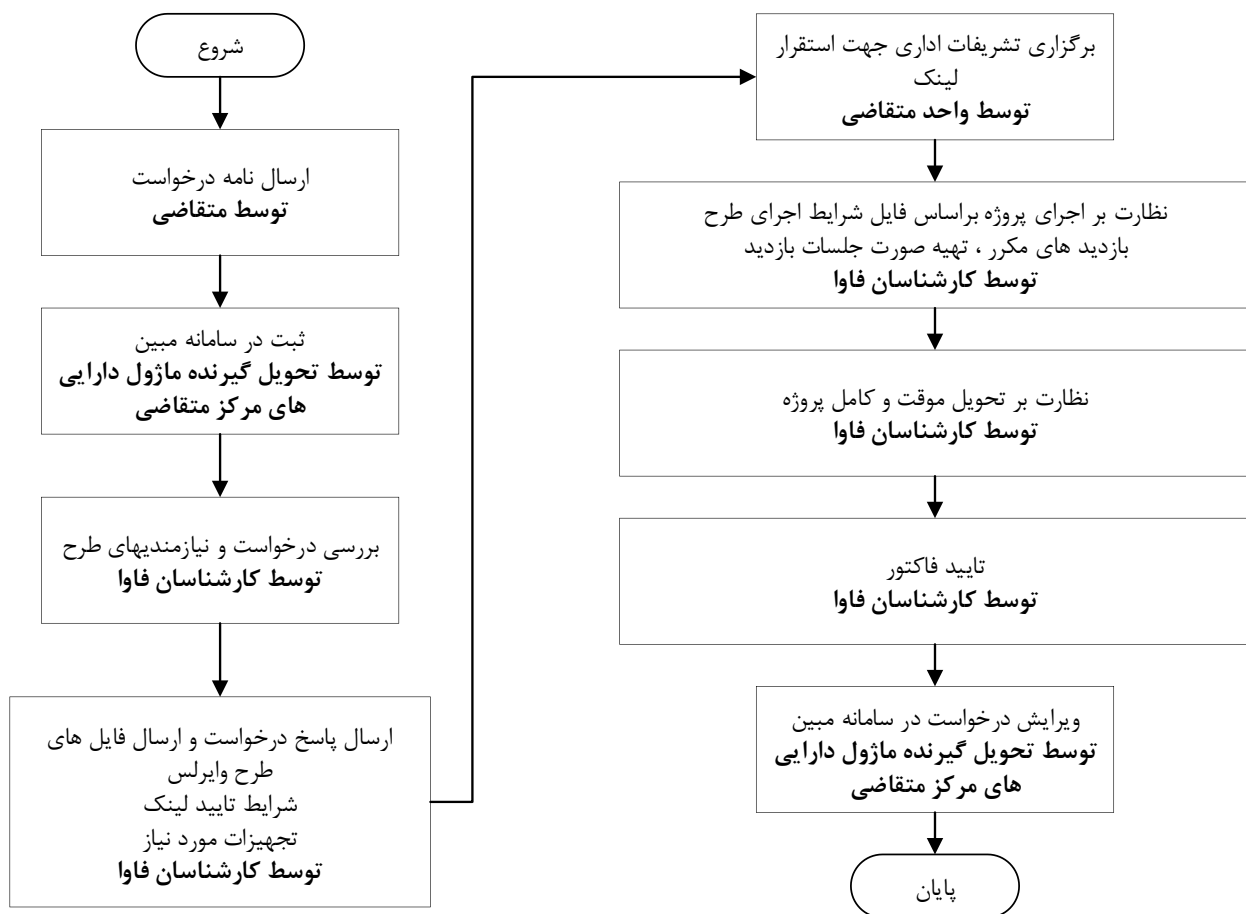 شروع
ارسال نامه درخواست
توسط متقاضی
ثبت در سامانه مبین
توسط تحویل گیرنده ماژول دارایی
های مرکز متقاضی
بررسی درخواست و نیازمندیهای طرح
توسط کارشناسان فاوا
ارسال پاسخ درخواست و ارسال فایل های
طرح وایرلس
شرایط تایید لینک
تجهیزات مورد نیاز
توسط کارشناسان فاوا
برگزاری تشریفات اداری جهت استقرار
لینک
توسط واحد متقاضی
نظارت بر اجرای پروژه براساس فایل شرایط اجرای طرح
بازدید های مکرر ، تهیه صورت جلسات بازدید
توسط کارشناسان فاوا
نظارت بر تحویل موقت و کامل پروژه
توسط کارشناسان فاوا
تایید فاکتور
توسط کارشناسان فاوا
ویرایش درخواست در سامانه مبین
توسط تحویل گیرنده ماژول دارایی
های مرکز متقاضی
پایان